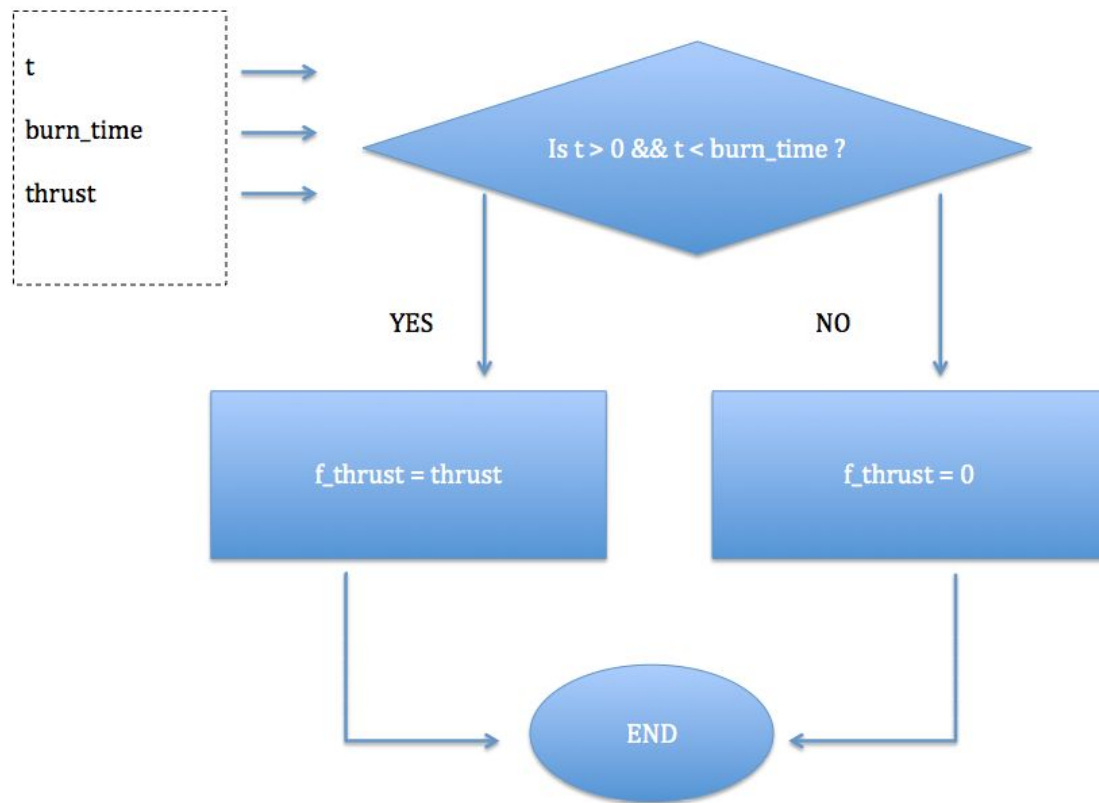 t
burn_time
thrust
Is t > 0 && t < burn_time ?
YES
NO
f_thrust = thrust
f_thrust = 0
END